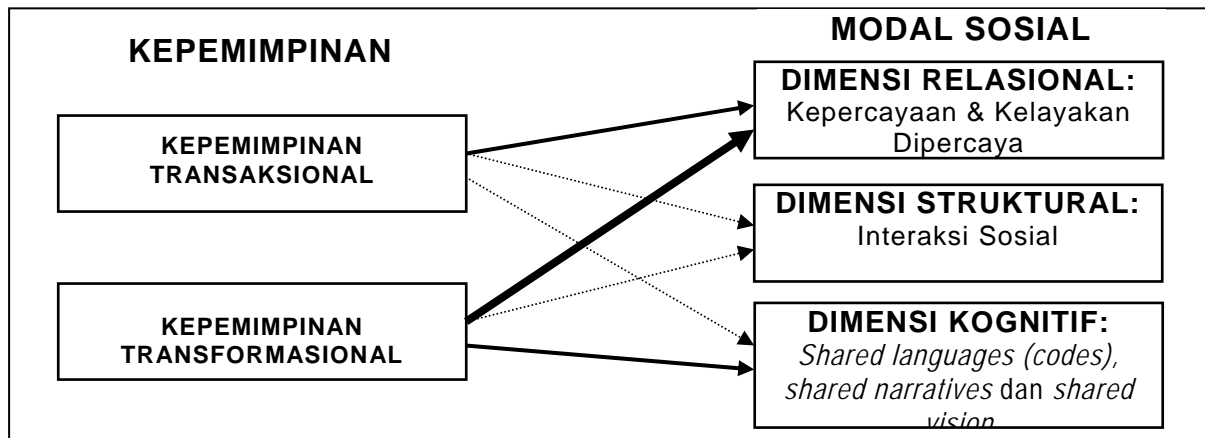 KEPEMIMPINAN
KEPEMIMPINAN
TRANSAKSIONAL
KEPEMIMPINAN
TRANSFORMASIONAL
MODAL SOSIAL
DIMENSI RELASIONAL:
Kepercayaan & Kelayakan
Dipercaya
DIMENSI STRUKTURAL:
Interaksi Sosial
DIMENSI KOGNITIF:
Shared languages (codes),
shared narratives dan shared
vision